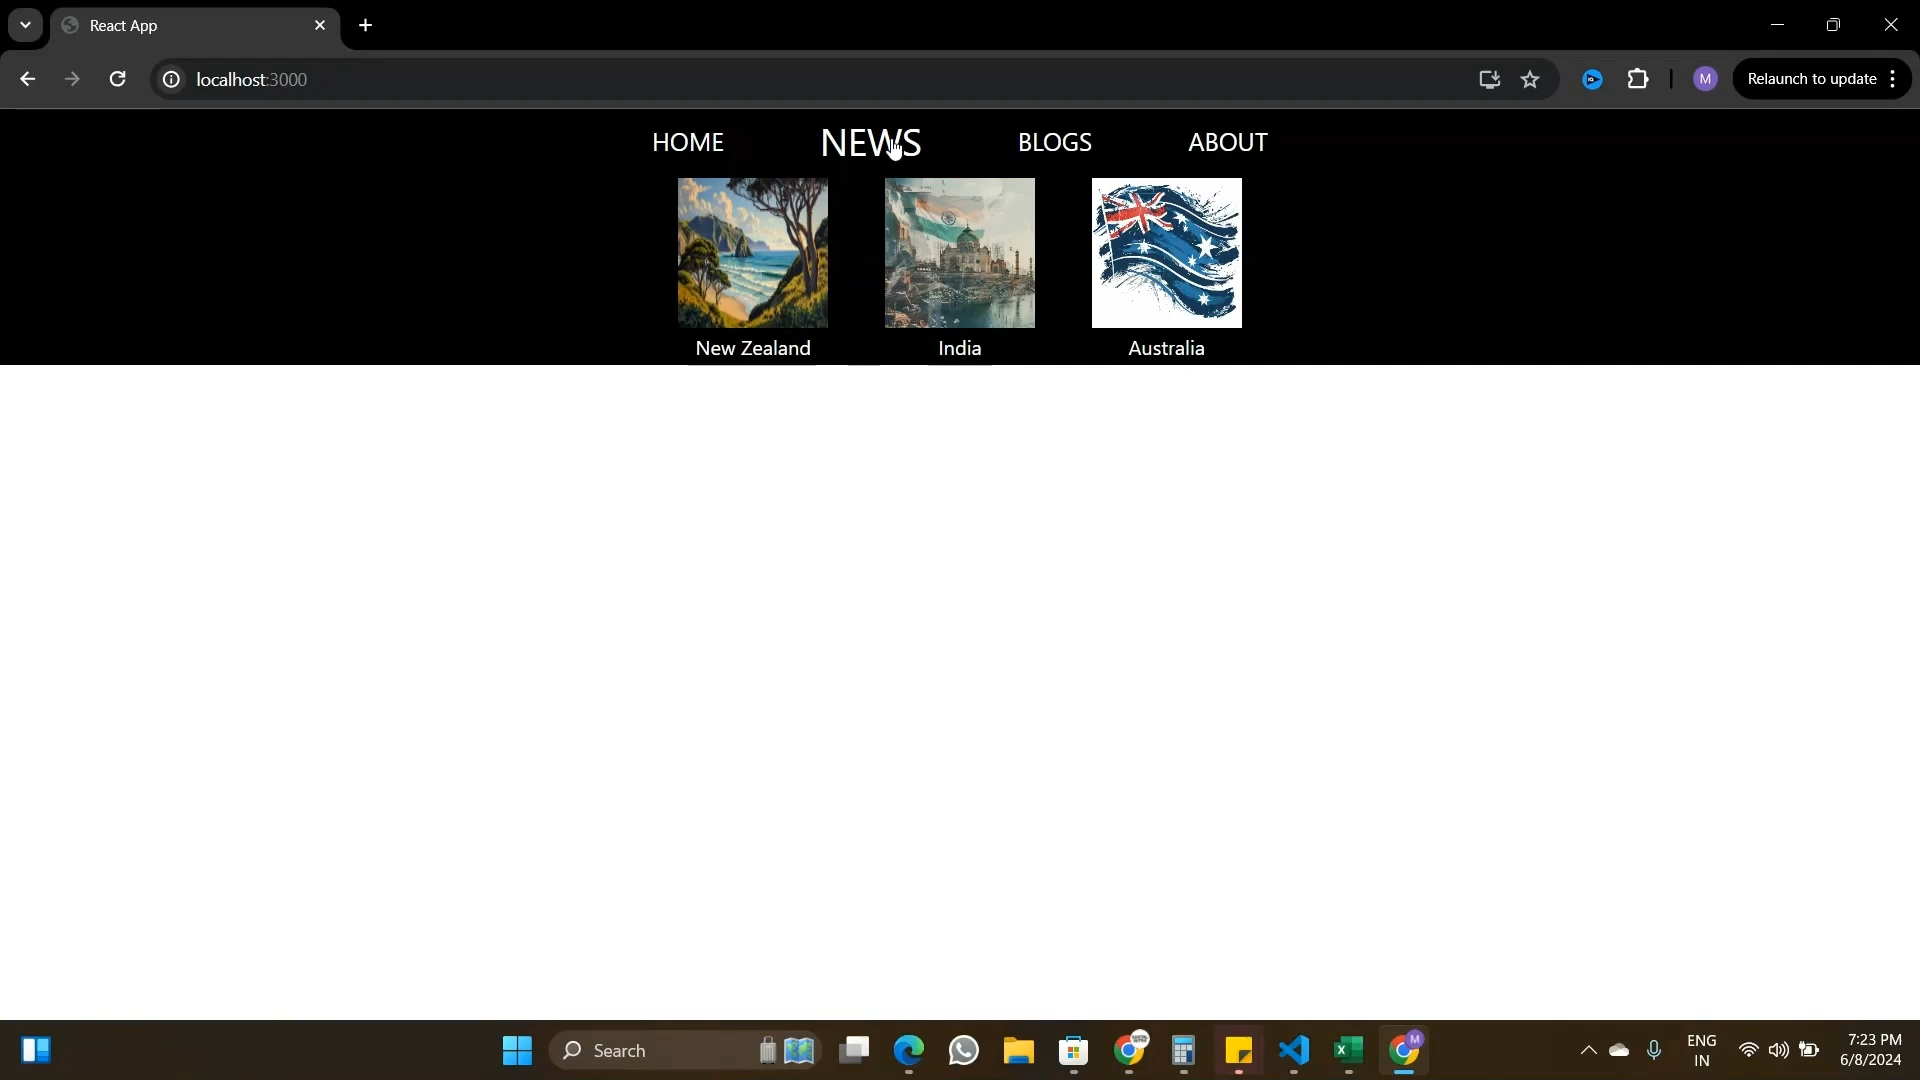 React App
localhost:3000
Relaunch to update
M
HOME NEWS BLOGS ABOUT
New Zealand India Australia
Search
ENG
IN
7:23 PM
6/8/2024